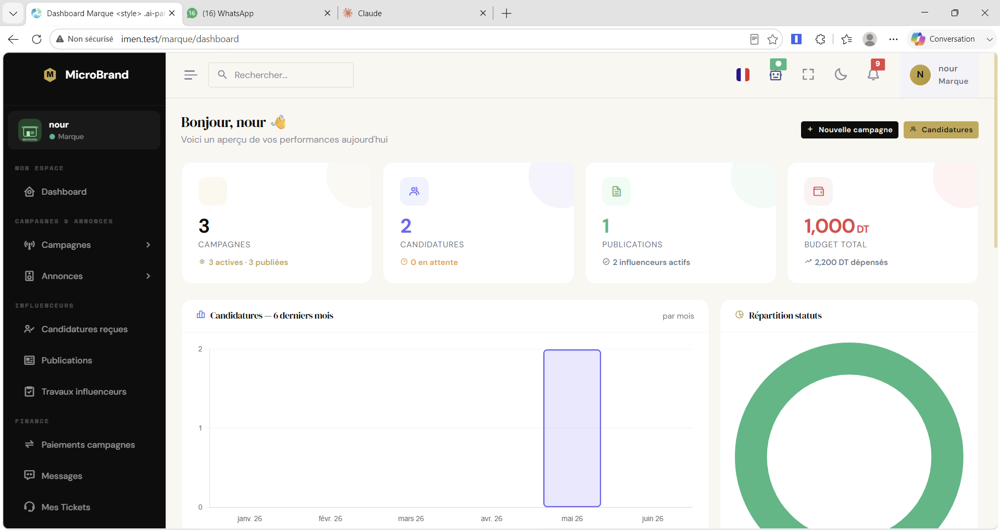 Dashboard Marque <style> .ai-par
16
(16) WhatsApp
Claude
Non sécurisé
imen.test/marque/dashboard
Conversation
M
MicroBrand
Rechercher...
9
N
nour
Marque
MARQUE
nour
Marque
MON ESPACE
Dashboard
CAMPAGNES & ANNONCES
Campagnes
Annonces
INFLUENCEURS
Candidatures reçues
Publications
Travaux influenceurs
FINANCE
Paiements campagnes
Messages
Mes Tickets
Bonjour, nour 👋
Voici un aperçu de vos performances aujourd'hui
+ Nouvelle campagne
Candidatures
3
CAMPAGNES
3 actives · 3 publiées
2
CANDIDATURES
0 en attente
1
PUBLICATIONS
2 influenceurs actifs
1,000 DT
BUDGET TOTAL
2,200 DT dépensés
Candidatures — 6 derniers mois
par mois
2
1
0
janv. 26
févr. 26
mars 26
avr. 26
mai 26
juin 26
Répartition statuts